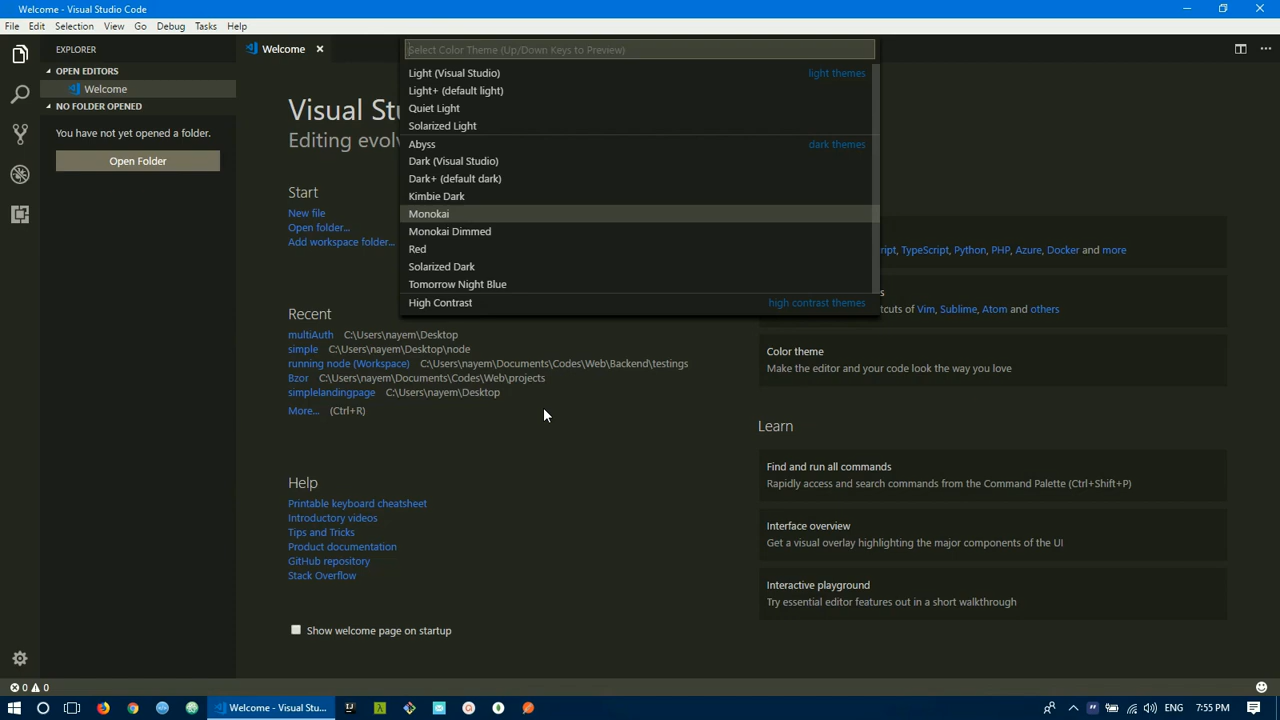 Welcome - Visual Studio Code
File Edit Selection View Go Debug Tasks Help
EXPLORER
OPEN EDITORS
Welcome
NO FOLDER OPENED
You have not yet opened a folder.
Open Folder
Welcome
Select Color Theme (Up/Down Keys to Preview)
Light (Visual Studio) light themes
Light+ (default light)
Quiet Light
Solarized Light
Abyss dark themes
Dark (Visual Studio)
Dark+ (default dark)
Kimbie Dark
Monokai
Monokai Dimmed
Red
Solarized Dark
Tomorrow Night Blue
High Contrast high contrast themes
Visual Stu
Editing evolv
Start
New file
Open folder...
Add workspace folder...
Recent
multiAuth C:\Users\nayem\Desktop
simple C:\Users\nayem\Desktop\node
running node (Workspace) C:\Users\nayem\Documents\Codes\Web\Backend\testings
Bzor C:\Users\nayem\Documents\Codes\Web\projects
simplelandingpage C:\Users\nayem\Desktop
More... (Ctrl+R)
Help
Printable keyboard cheatsheet
Introductory videos
Tips and Tricks
Product documentation
GitHub repository
Stack Overflow
Show welcome page on startup
ript, TypeScript, Python, PHP, Azure, Docker and more
s
cuts of Vim, Sublime, Atom and others
Color theme
Make the editor and your code look the way you love
Learn
Find and run all commands
Rapidly access and search commands from the Command Palette (Ctrl+Shift+P)
Interface overview
Get a visual overlay highlighting the major components of the UI
Interactive playground
Try essential editor features out in a short walkthrough
0 0
Welcome - Visual Stu...
ENG 7:55 PM